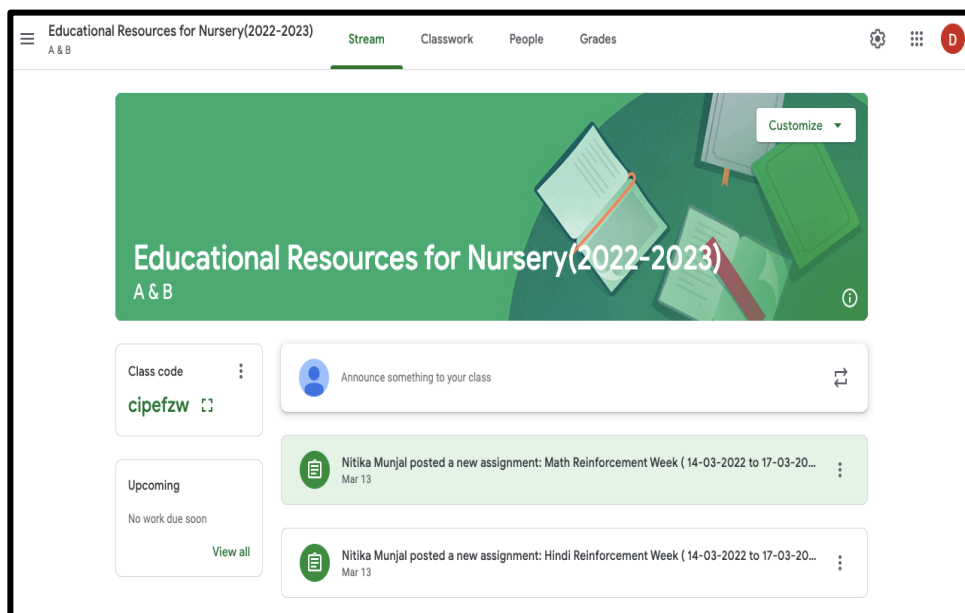 Educational Resources for Nursery(2022-2023)
A & B
Stream
Classwork
People
Grades
D
Customize
Educational Resources for Nursery(2022-2023)
A & B
Class code
cipefzw
Announce something to your class
Upcoming
No work due soon
View all
Nitika Munjal posted a new assignment: Math Reinforcement Week ( 14-03-2022 to 17-03-20...
Mar 13
Nitika Munjal posted a new assignment: Hindi Reinforcement Week ( 14-03-2022 to 17-03-20...
Mar 13